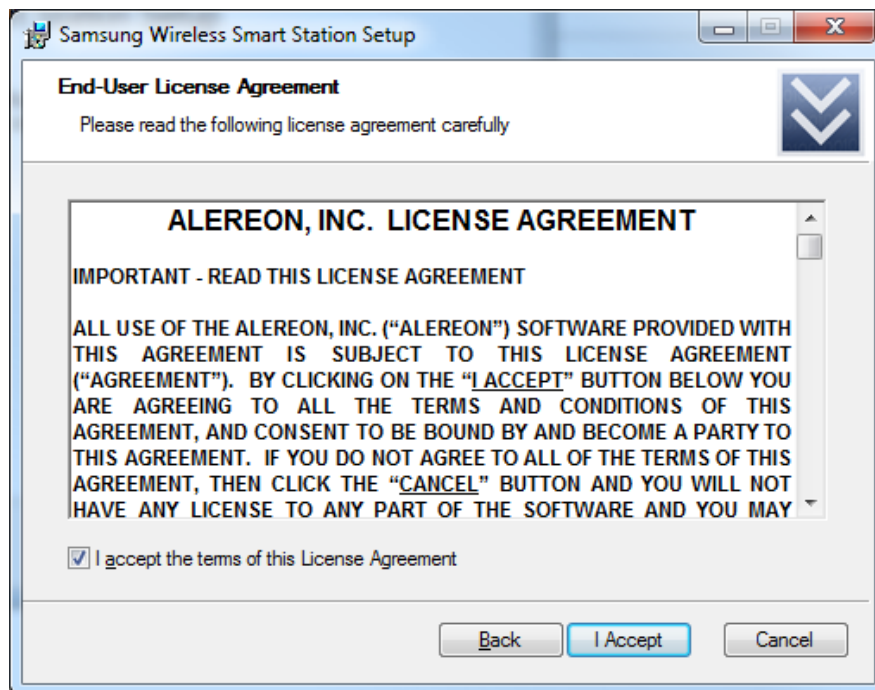 Samsung Wireless Smart Station Setup
End-User License Agreement
Please read the following license agreement carefully
ALEREON, INC. LICENSE AGREEMENT
IMPORTANT - READ THIS LICENSE AGREEMENT
ALL USE OF THE ALEREON, INC. (“ALEREON”) SOFTWARE PROVIDED WITH
THIS AGREEMENT IS SUBJECT TO THIS LICENSE AGREEMENT
(“AGREEMENT”). BY CLICKING ON THE “I ACCEPT” BUTTON BELOW YOU
ARE AGREEING TO ALL THE TERMS AND CONDITIONS OF THIS
AGREEMENT, AND CONSENT TO BE BOUND BY AND BECOME A PARTY TO
THIS AGREEMENT. IF YOU DO NOT AGREE TO ALL OF THE TERMS OF THIS
AGREEMENT, THEN CLICK THE “CANCEL” BUTTON AND YOU WILL NOT
HAVE ANY LICENSE TO ANY PART OF THE SOFTWARE AND YOU MAY
I accept the terms of this License Agreement
Back I Accept Cancel